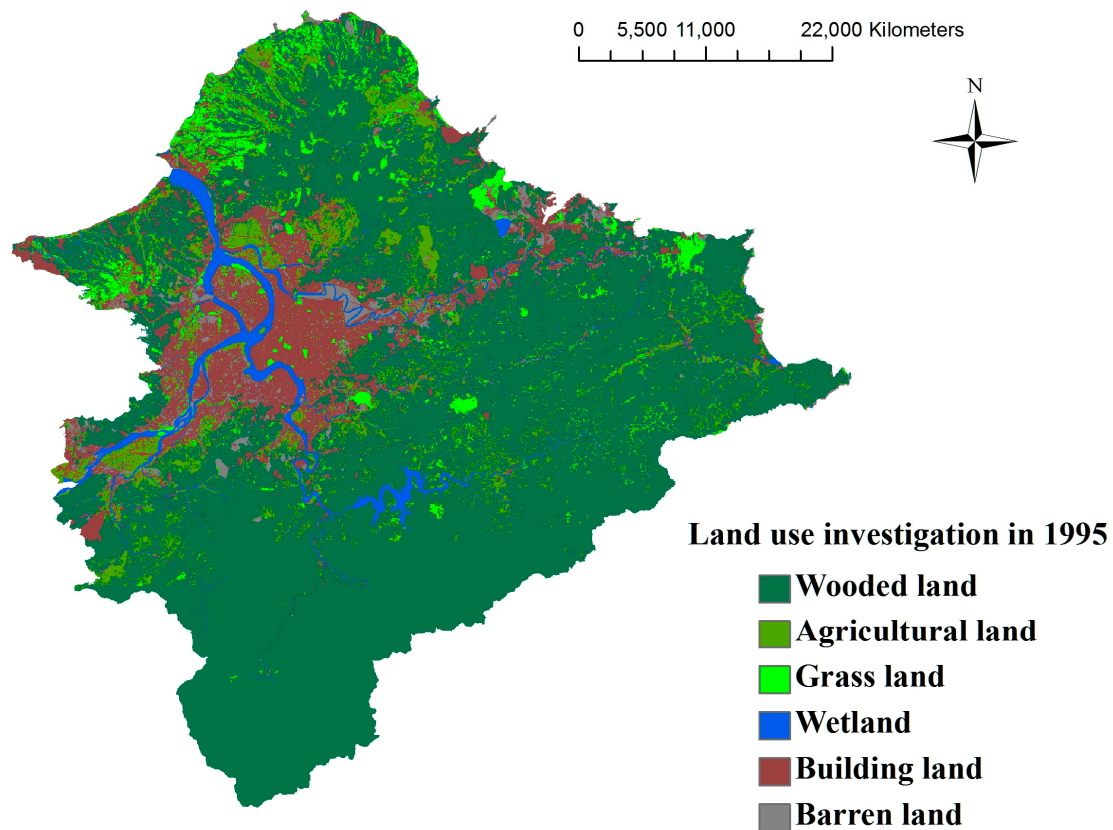 0 5,500 11,000 22,000 Kilometers
N
Land use investigation in 1995
Wooded land
Agricultural land
Grass land
Wetland
Building land
Barren land